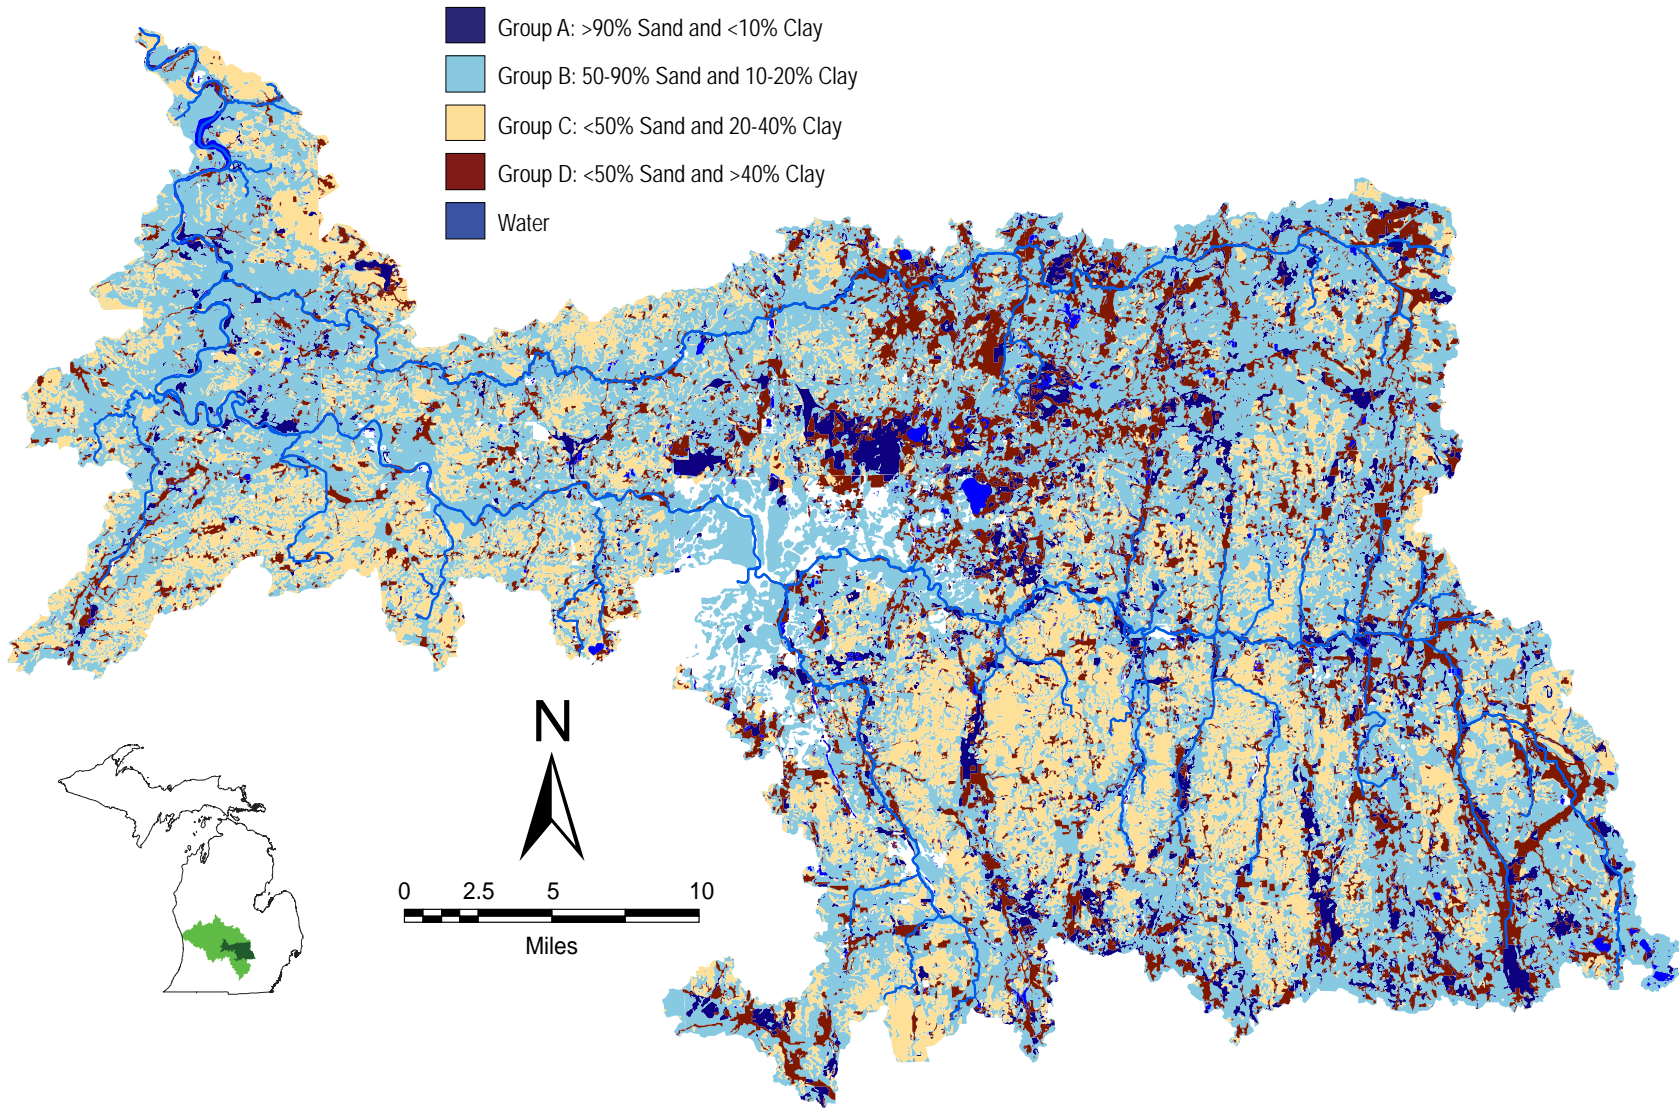 Group A: >90% Sand and <10% Clay
Group B: 50-90% Sand and 10-20% Clay
Group C: <50% Sand and 20-40% Clay
Group D: <50% Sand and >40% Clay
Water
N
0 2.5 5 10
Miles